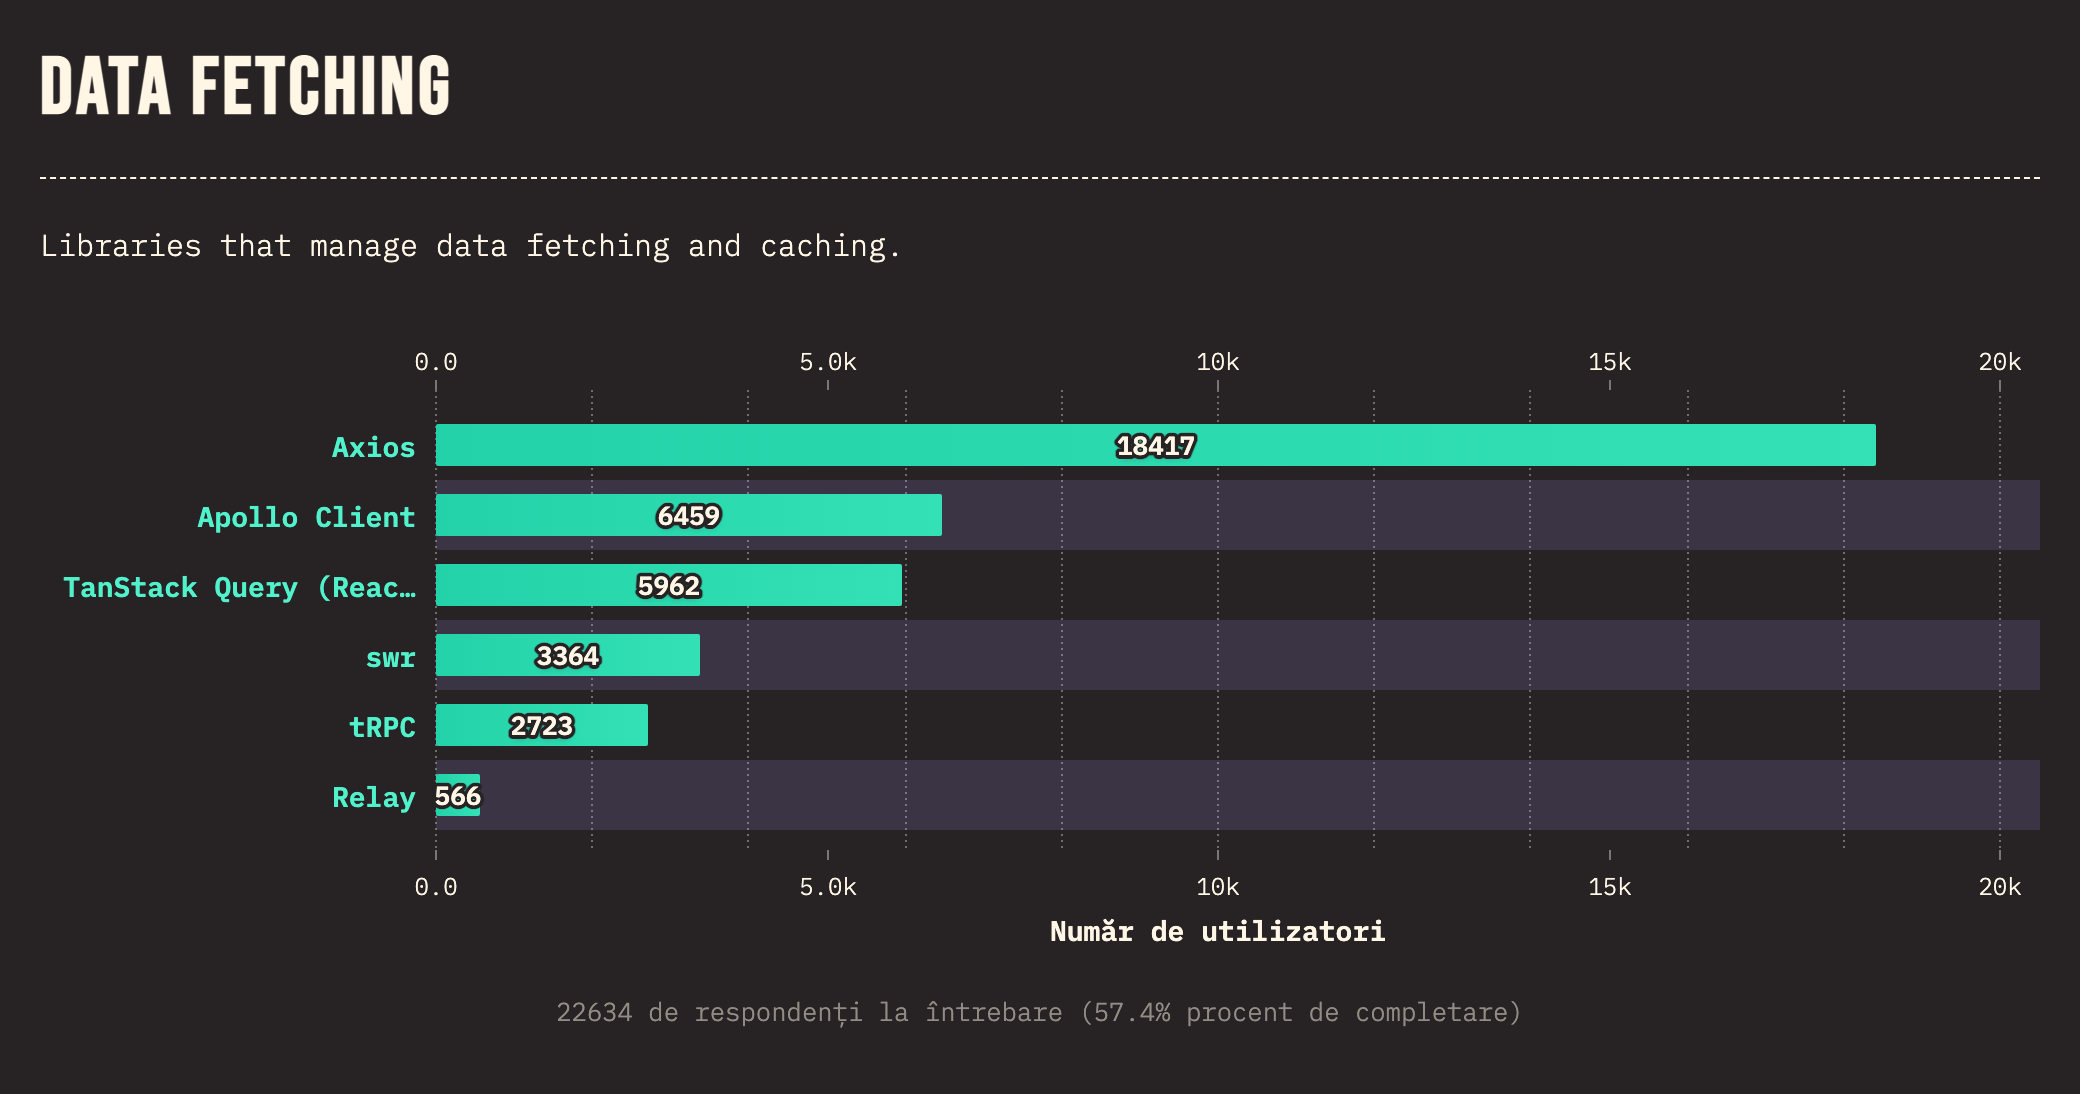 DATA FETCHING
Libraries that manage data fetching and caching.
0.0 5.0k 10k 15k 20k
Axios 18417
Apollo Client 6459
TanStack Query (Reac… 5962
swr 3364
tRPC 2723
Relay 566
0.0 5.0k 10k 15k 20k
Număr de utilizatori
22634 de respondenți la întrebare (57.4% procent de completare)